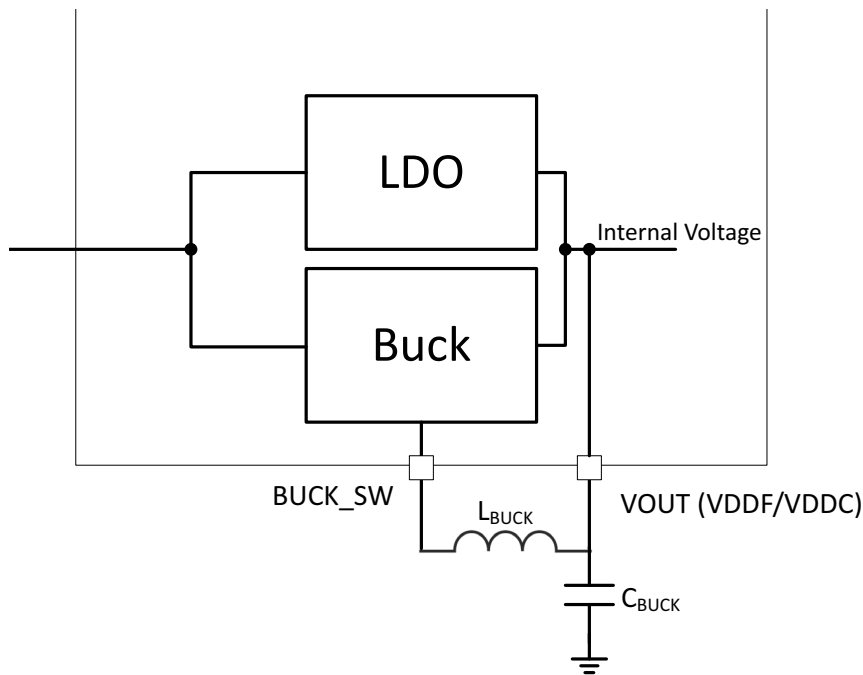 LDO
Internal Voltage
Buck
BUCK_SW
VOUT (VDDF/VDDC)
LBUCK
CBUCK